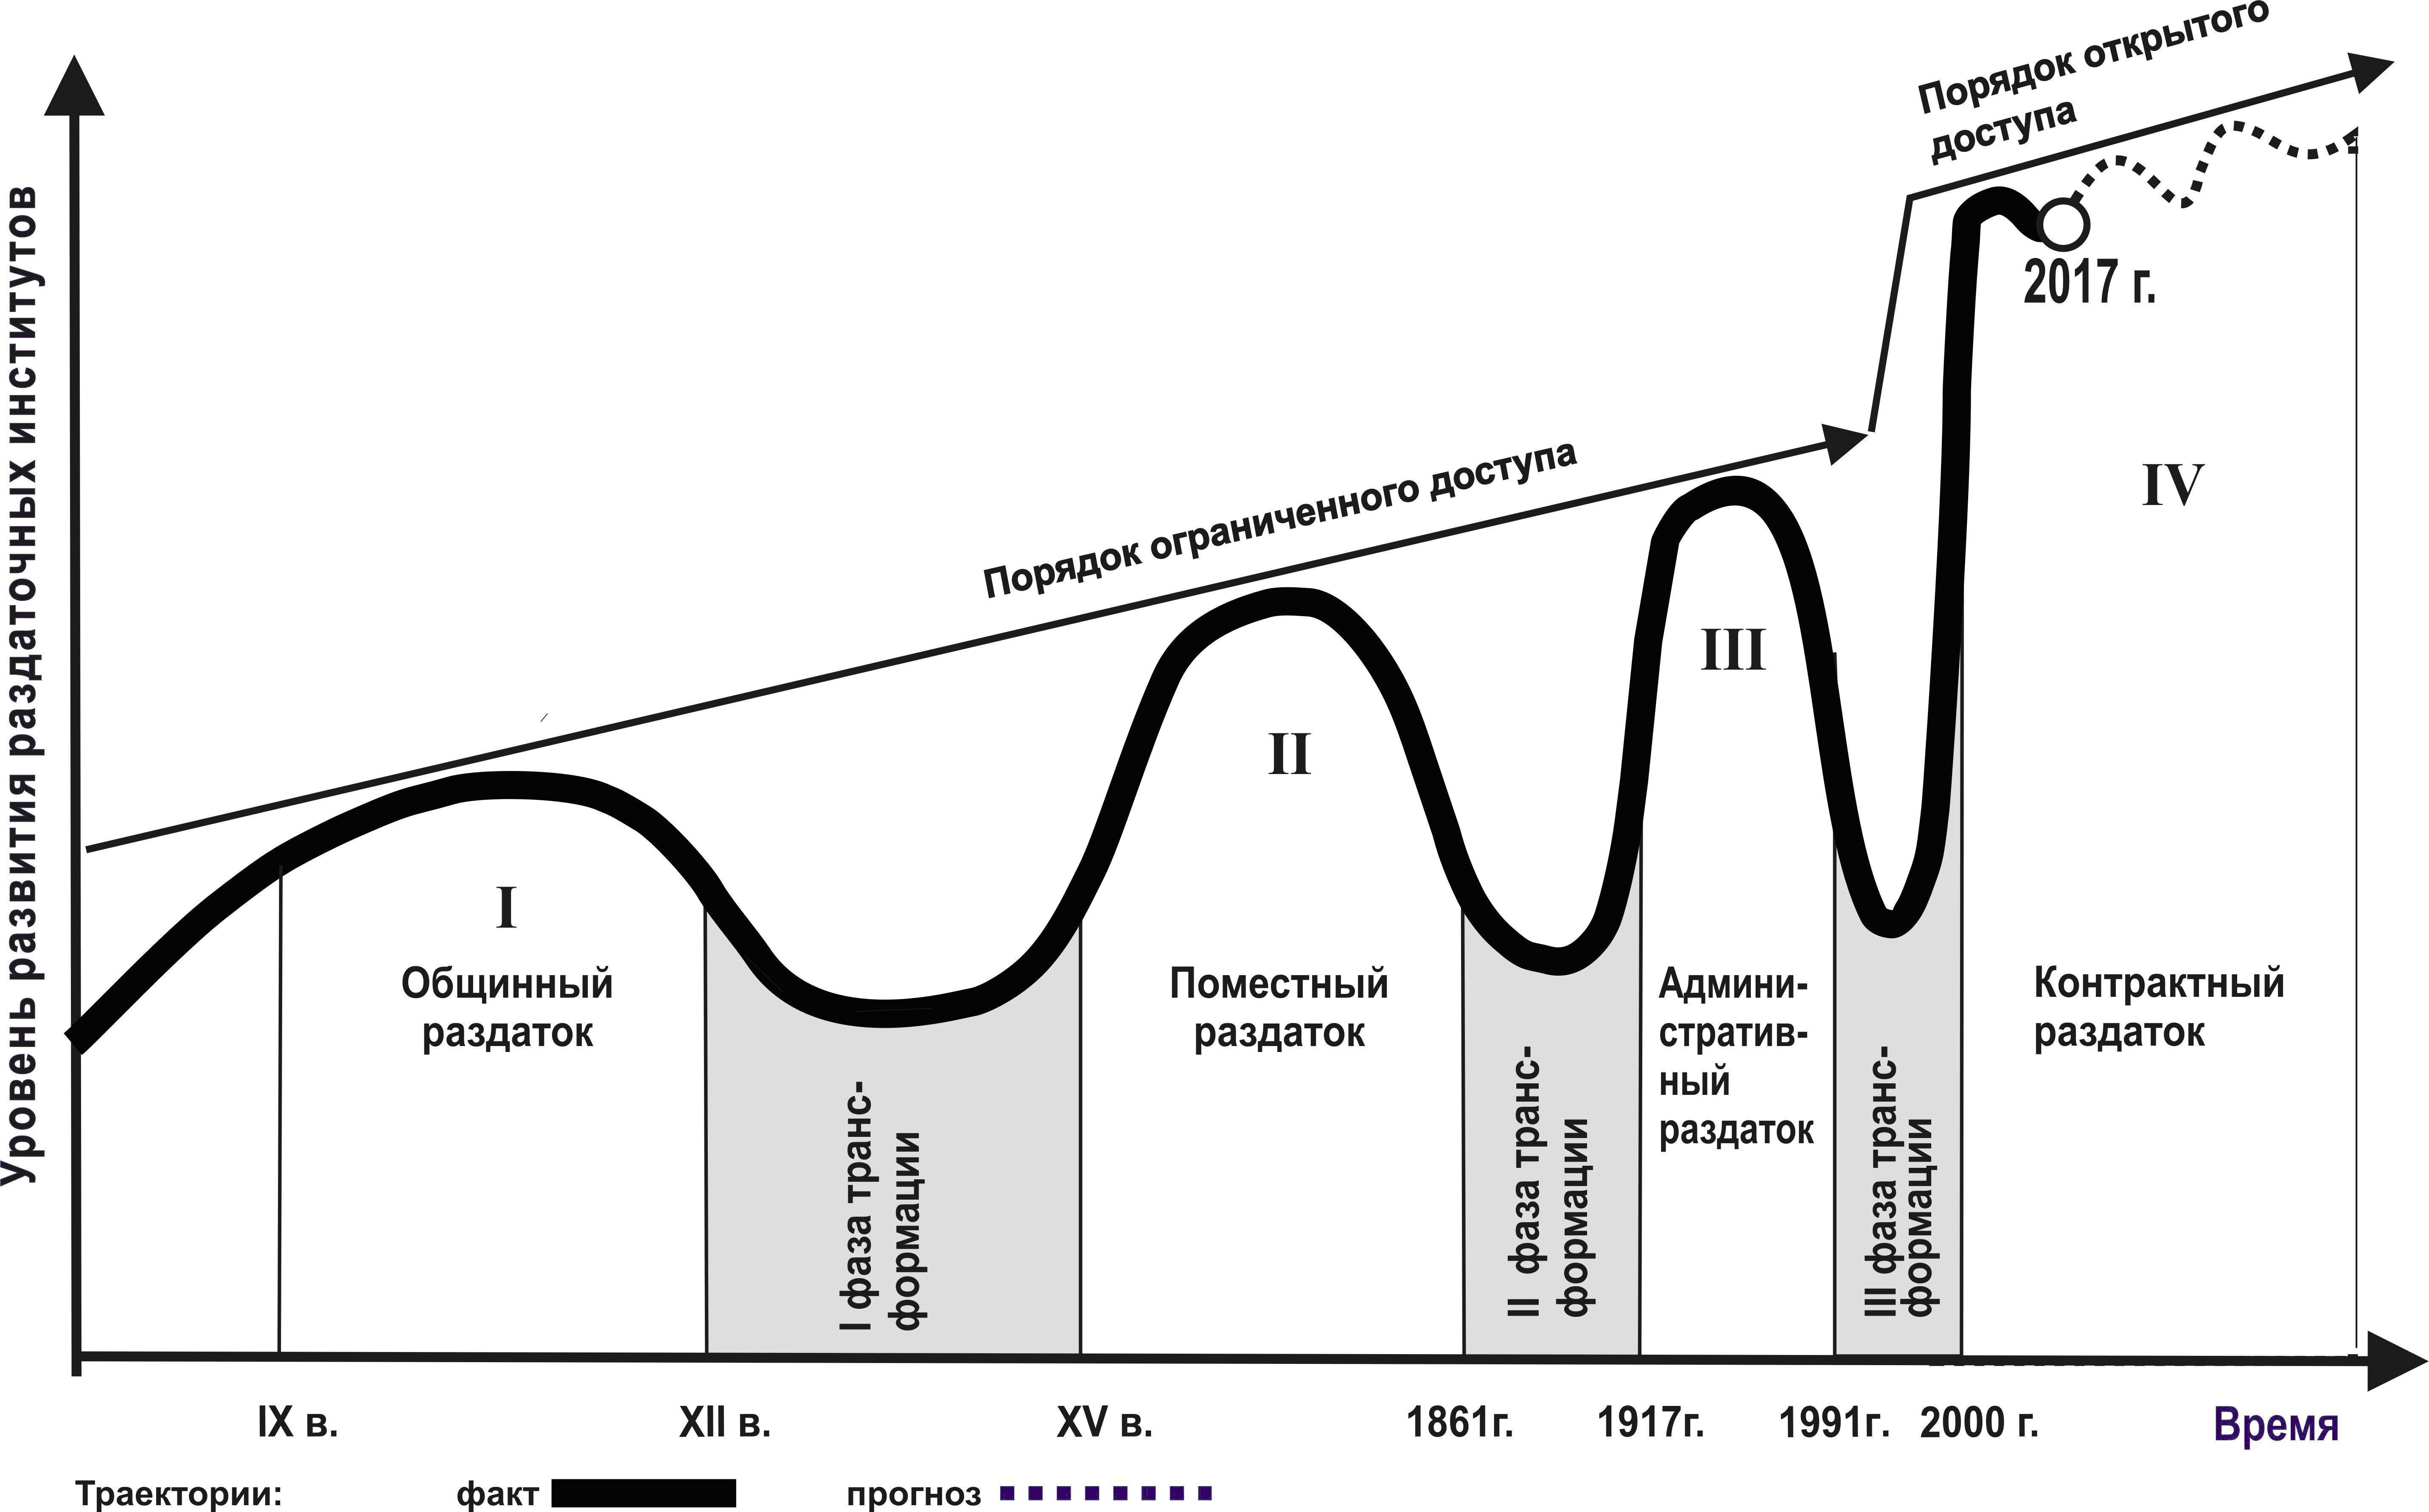 Порядок открытого
доступа
2017 г.
Порядок ограниченного доступа
Уровень развития раздаточных институтов
I
II
III
IV
Общинный
раздаток
I фаза транс-
формации
Поместный
раздаток
II фаза транс-
формации
Админи-
стратив-
ный
раздаток
III фаза транс-
формации
Контрактный
раздаток
IX в.
XII в.
XV в.
1861г.
1917г.
1991г.
2000 г.
Время
Траектории:
факт
прогноз